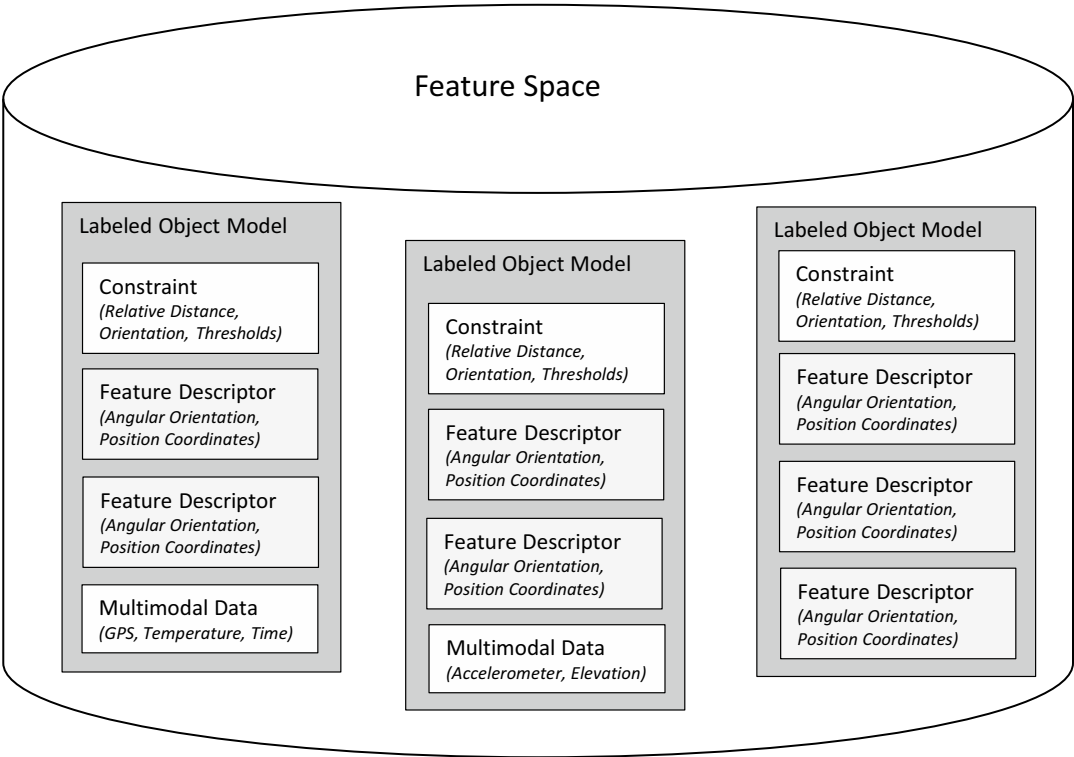 Feature Space
Labeled Object Model
Constraint
(Relative Distance,
Orientation, Thresholds)
Feature Descriptor
(Angular Orientation,
Position Coordinates)
Feature Descriptor
(Angular Orientation,
Position Coordinates)
Multimodal Data
(GPS, Temperature, Time)
Labeled Object Model
Constraint
(Relative Distance,
Orientation, Thresholds)
Feature Descriptor
(Angular Orientation,
Position Coordinates)
Feature Descriptor
(Angular Orientation,
Position Coordinates)
Multimodal Data
(Accelerometer, Elevation)
Labeled Object Model
Constraint
(Relative Distance,
Orientation, Thresholds)
Feature Descriptor
(Angular Orientation,
Position Coordinates)
Feature Descriptor
(Angular Orientation,
Position Coordinates)
Feature Descriptor
(Angular Orientation,
Position Coordinates)